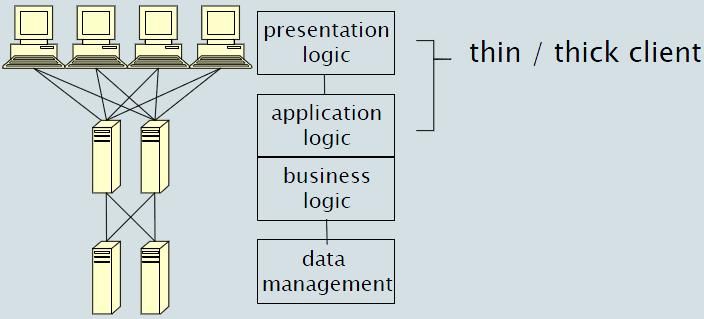 presentation
logic
thin / thick client
application
logic
business
logic
data
management